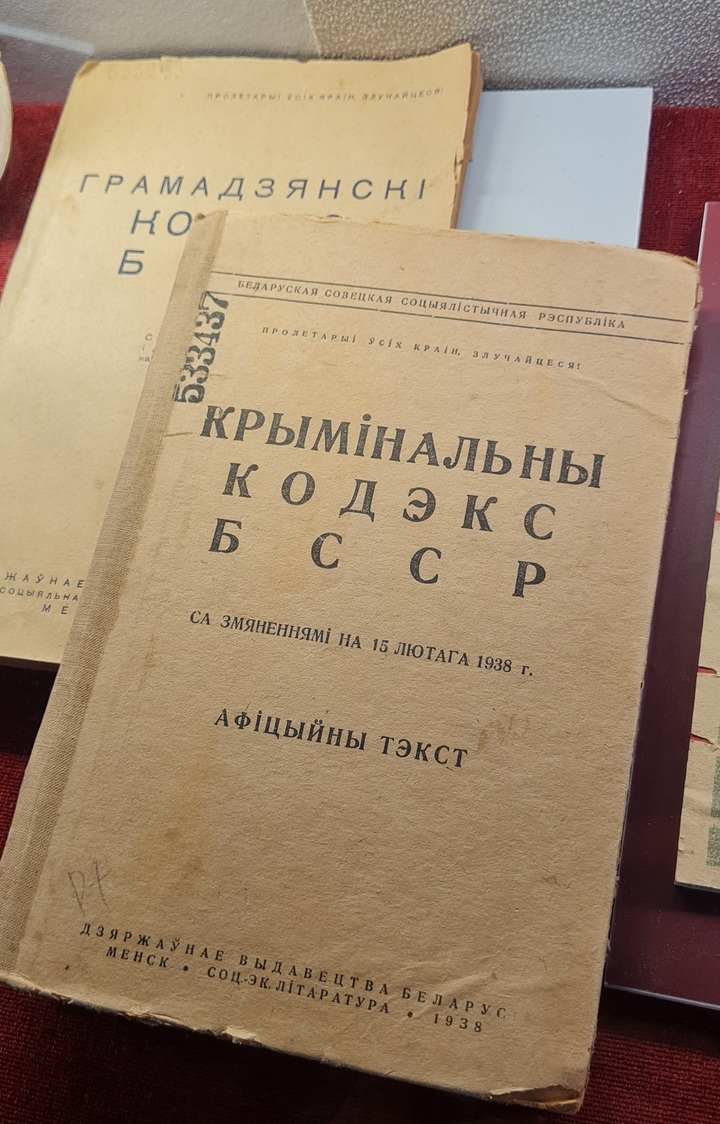 ПРОЛЕТАРЫІ ЎСІХ КРАІН, ЗЛУЧАЙЦЕСЯ!
ГРАМАДЗЯНСКІ
Б
МЕ
БЕЛАРУСКАЯ СОВЕЦКАЯ СОЦЫЯЛІСТЫЧНАЯ РЭСПУБЛІКА
ПРОЛЕТАРЫІ ЎСІХ КРАІН, ЗЛУЧАЙЦЕСЯ!
533437
КРЫМІНАЛЬНЫ
КОДЭКС
БССР
СА ЗМЯНЕННЯМІ НА 15 ЛЮТАГА 1938 г.
АФІЦЫЙНЫ ТЭКСТ
ДЗЯРЖАЎНАЕ ВЫДАВЕЦТВА БЕЛАРУС
МЕНСК • СОЦ-ЭК. ЛІТАРАТУРА • 1938